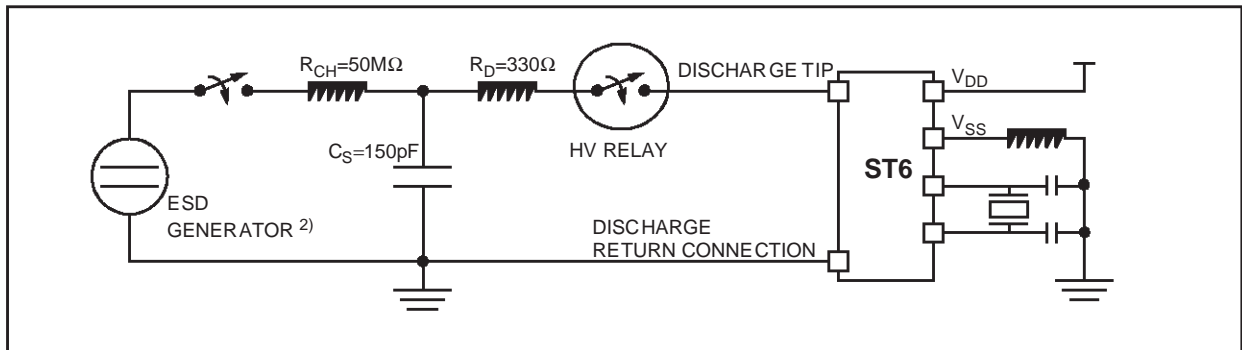 R_CH=50MΩ
R_D=330Ω
DISCHARGE TIP
V_DD
V_SS
C_S=150pF
HV RELAY
ST6
ESD
GENERATOR 2)
DISCHARGE
RETURN CONNECTION